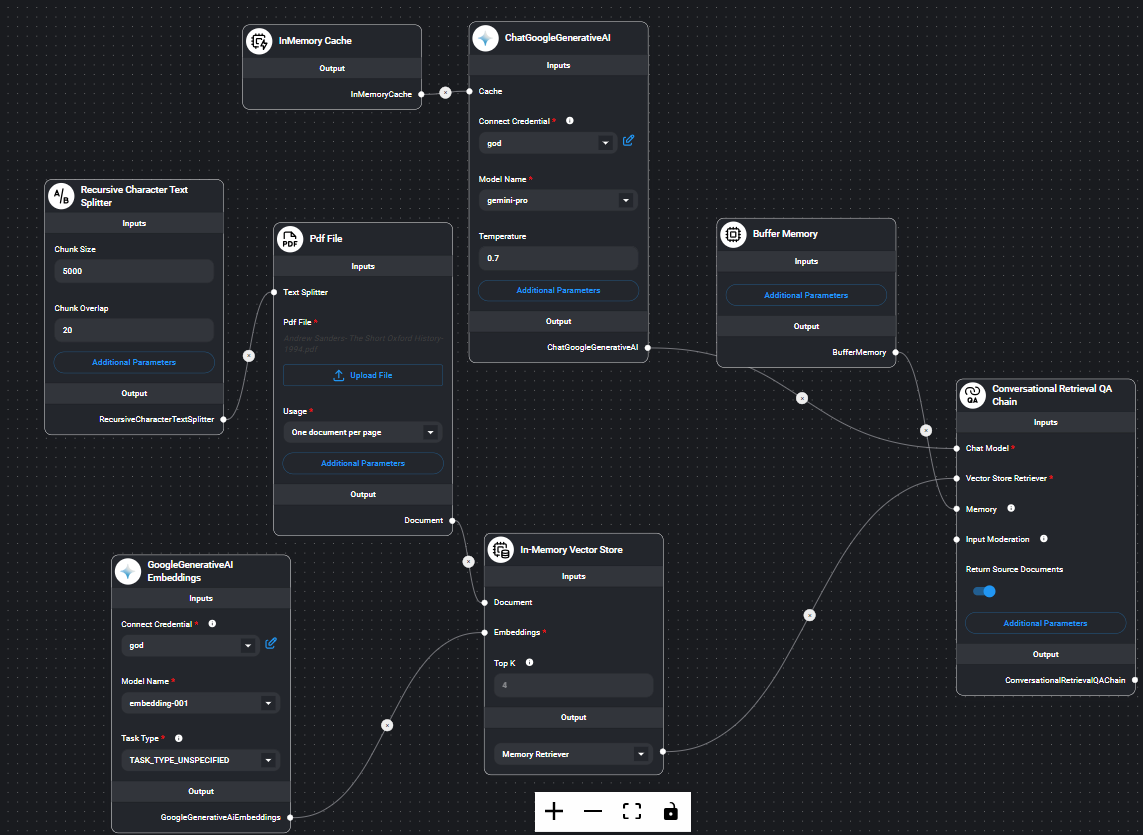 InMemory Cache
Output
InMemoryCache
ChatGoogleGenerativeAI
Inputs
Cache
Connect Credential *
god
Model Name *
gemini-pro
Temperature
0.7
Additional Parameters
Output
ChatGoogleGenerativeAI
A/B
Recursive Character Text
Splitter
Inputs
Chunk Size
5000
Chunk Overlap
20
Additional Parameters
Output
RecursiveCharacterTextSplitter
PDF
Pdf File
Inputs
Text Splitter
Pdf File *
Andrew Sanders-The Short Oxford History-
1994.pdf
Upload File
Usage *
One document per page
Additional Parameters
Output
Document
Buffer Memory
Inputs
Additional Parameters
Output
BufferMemory
QA
Conversational Retrieval QA
Chain
Inputs
Chat Model *
Vector Store Retriever *
Memory
Input Moderation
Return Source Documents
Additional Parameters
Output
ConversationalRetrievalQAChain
GoogleGenerativeAI
Embeddings
Inputs
Connect Credential *
god
Model Name *
embedding-001
Task Type *
TASK_TYPE_UNSPECIFIED
Output
GoogleGenerativeAiEmbeddings
In-Memory Vector Store
Inputs
Document
Embeddings *
Top K
4
Output
Memory Retriever